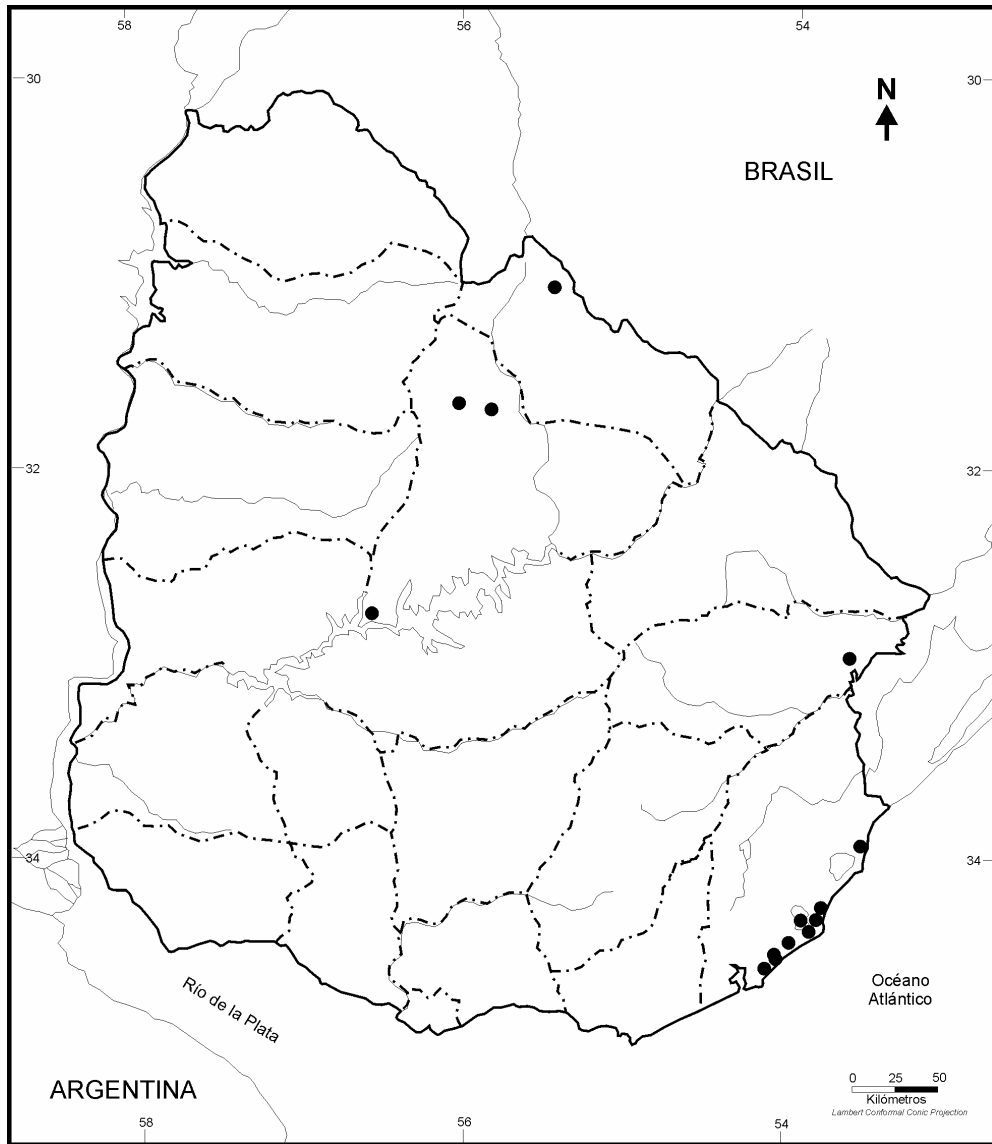 58
56
54
30
30
N
BRASIL
32
32
34
34
Océano
Atlántico
Río de la Plata
ARGENTINA
0 25 50
Kilómetros
Lambert Conformal Conic Projection
58
56
54